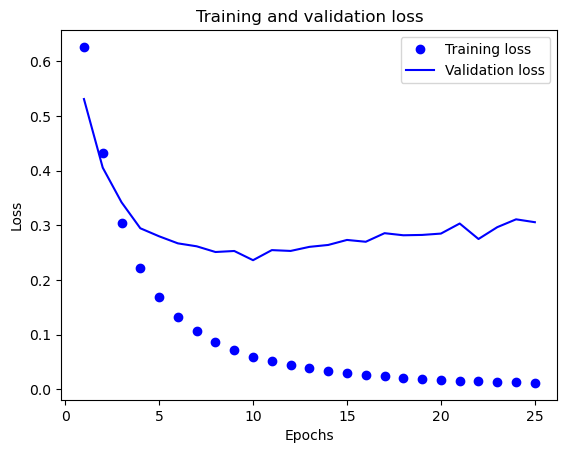 Training and validation loss
Training loss
Validation loss
0.6
0.5
0.4
0.3
0.2
0.1
0.0
Loss
0
5
10
15
20
25
Epochs